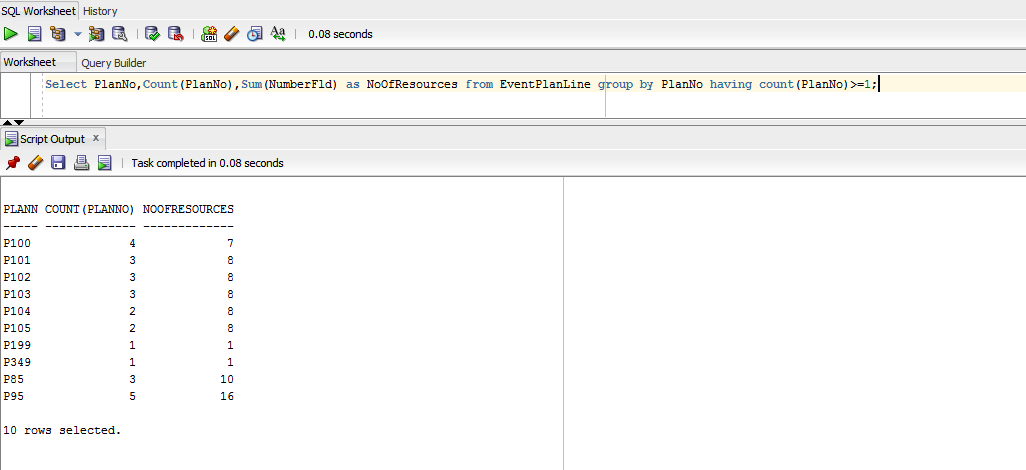 SQL Worksheet History
SQL Aa 0.08 seconds
Worksheet Query Builder
Select PlanNo,Count(PlanNo),Sum(NumberFld) as NoOfResources from EventPlanLine group by PlanNo having count(PlanNo)>=1;
Script Output x
Task completed in 0.08 seconds
PLANN COUNT(PLANNO) NOOFRESOURCES
----- ------------- -------------
P100 4 7
P101 3 8
P102 3 8
P103 3 8
P104 2 8
P105 2 8
P199 1 1
P349 1 1
P85 3 10
P95 5 16
10 rows selected.